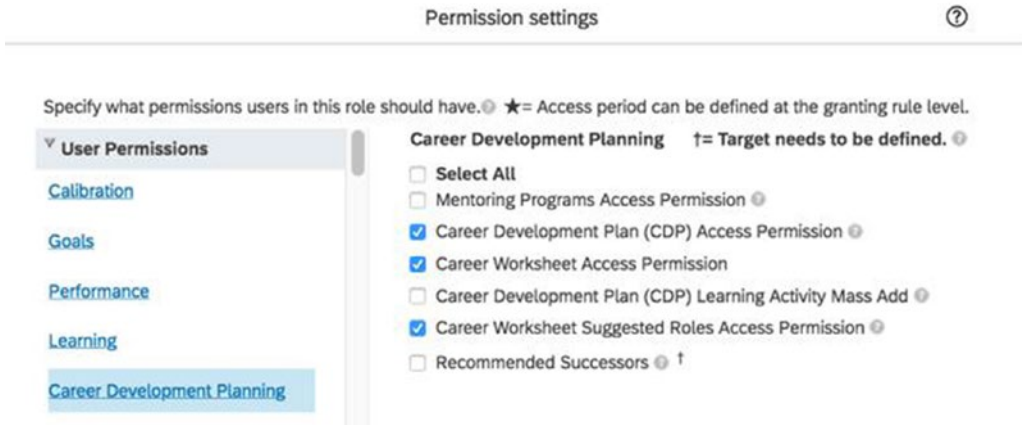 Permission settings
Specify what permissions users in this role should have. ★= Access period can be defined at the granting rule level.
User Permissions
Calibration
Goals
Performance
Learning
Career Development Planning
Career Development Planning †= Target needs to be defined.
Select All
Mentoring Programs Access Permission
Career Development Plan (CDP) Access Permission
Career Worksheet Access Permission
Career Development Plan (CDP) Learning Activity Mass Add
Career Worksheet Suggested Roles Access Permission
Recommended Successors †